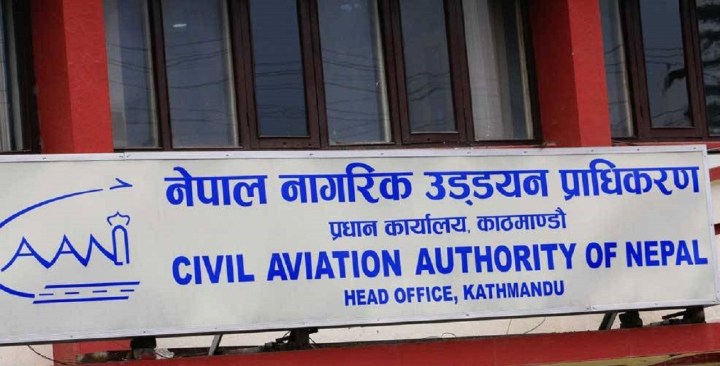 CAAN
नेपाल नागरिक उड्डयन प्राधिकरण
प्रधान कार्यालय, काठमाण्डौ
CIVIL AVIATION AUTHORITY OF NEPAL
HEAD OFFICE, KATHMANDU